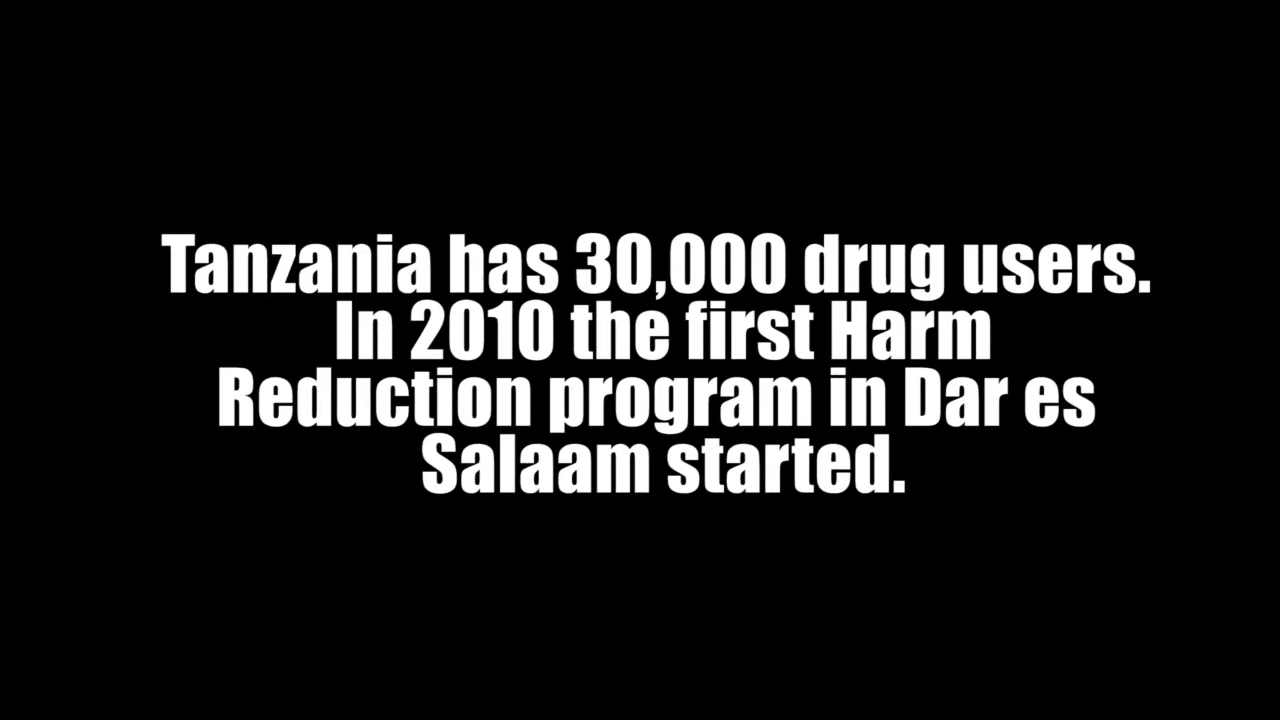 Tanzania has 30,000 drug users.
In 2010 the first Harm
Reduction program in Dar es
Salaam started.